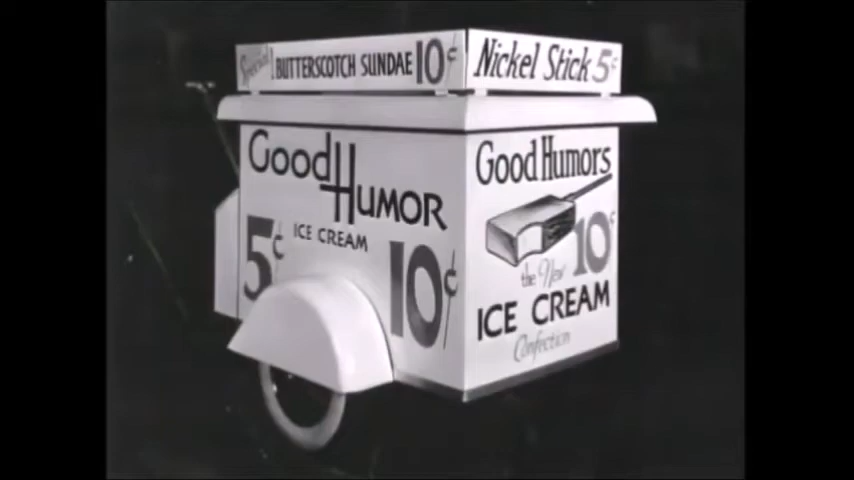 Special! BUTTERSCOTCH SUNDAE 10¢
Nickel Stick 5¢
Good HUMOR
5¢ ICE CREAM 10¢
Good Humors
10¢
the New
ICE CREAM
Confection